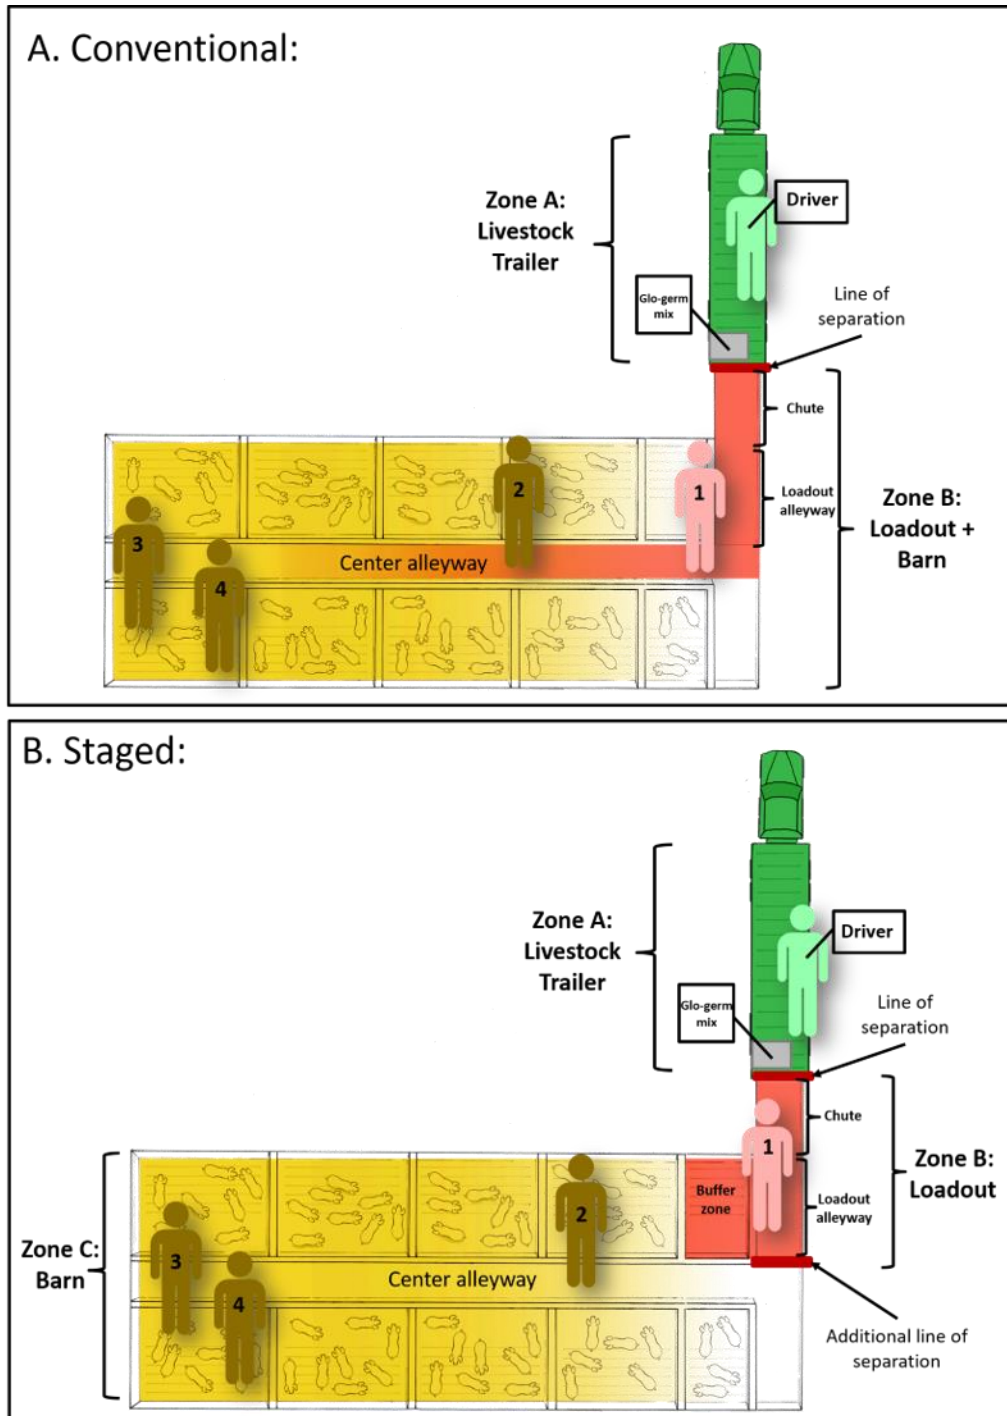 A. Conventional:
Zone A:
Livestock
Trailer
Driver
Glo-germ
mix
Line of
separation
Chute
Loadout
alleyway
Zone B:
Loadout +
Barn
1
2
3
4
Center alleyway
B. Staged:
Zone A:
Livestock
Trailer
Driver
Glo-germ
mix
Line of
separation
Chute
Loadout
alleyway
Zone B:
Loadout
1
Buffer
zone
2
Zone C:
Barn
3
4
Center alleyway
Additional line of
separation